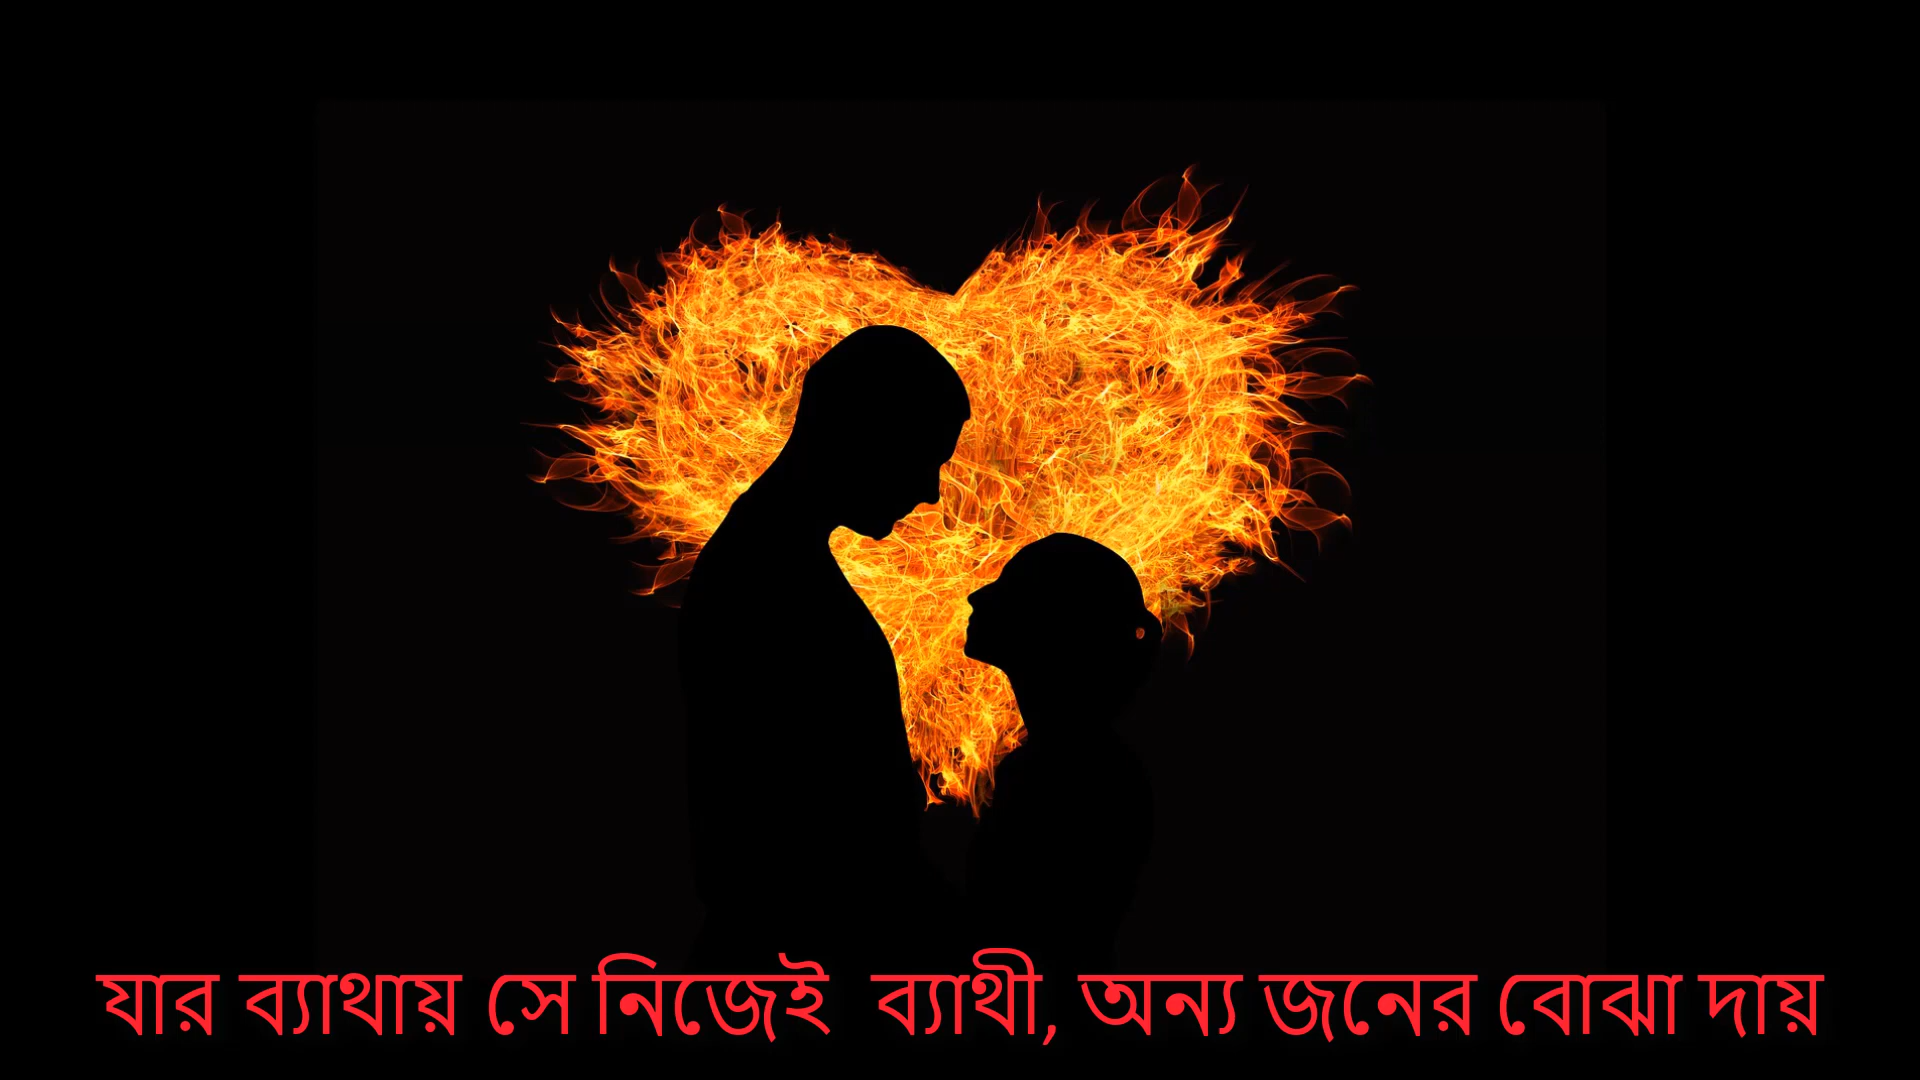 যার ব্যাথায় সে নিজেই ব্যাথী, অন্য জনের বোঝা দায়